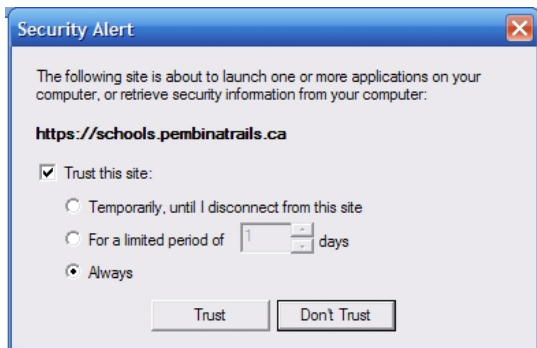 Security Alert
The following site is about to launch one or more applications on your
computer, or retrieve security information from your computer:
https://schools.pembinatrails.ca
Trust this site:
Temporarily, until I disconnect from this site
For a limited period of 1 days
Always
Trust Don't Trust